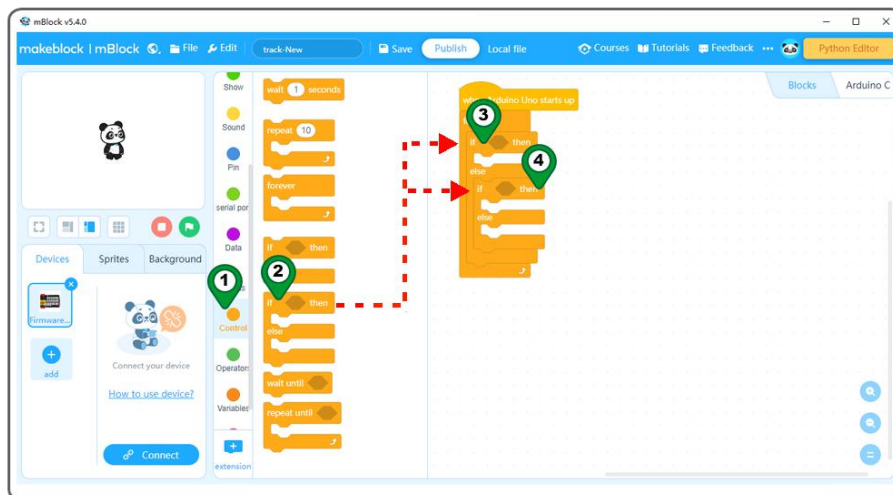 mBlock v5.4.0
makeblock | mBlock
File
Edit
track-New
Save
Publish
Local file
Courses
Tutorials
Feedback
Python Editor
Show
Sound
Pin
serial por
Data
Control
Operators
Variables
extension
wait 1 seconds
repeat 10
forever
if then
if then
else
wait until
repeat until
1
2
3
4
when Arduino Uno starts up
if then
else
if then
else
Blocks
Arduino C
Devices
Sprites
Background
Firmware...
add
Connect your device
How to use device?
Connect